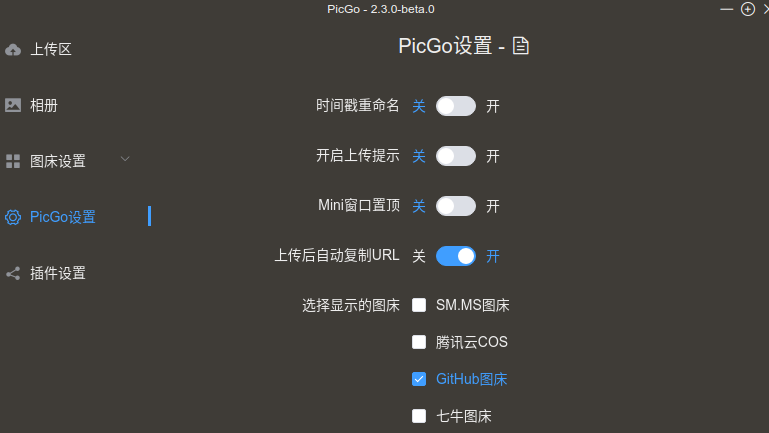 PicGo - 2.3.0-beta.0
上传区
相册
图床设置
PicGo设置
插件设置
PicGo设置 -
时间戳重命名 关 开
开启上传提示 关 开
Mini窗口置顶 关 开
上传后自动复制URL 关 开
选择显示的图床 SM.MS图床
腾讯云COS
GitHub图床
七牛图床